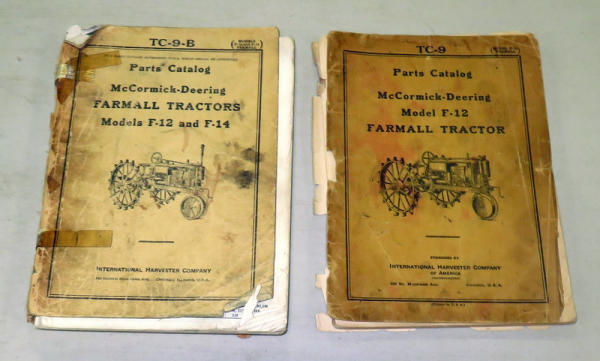 TC-9-B
Parts Catalog
McCormick-Deering
FARMALL TRACTORS
Models F-12 and F-14
INTERNATIONAL HARVESTER COMPANY
TC-9
Parts Catalog
McCormick-Deering
Model F-12
FARMALL TRACTOR
INTERNATIONAL HARVESTER COMPANY
OF AMERICA